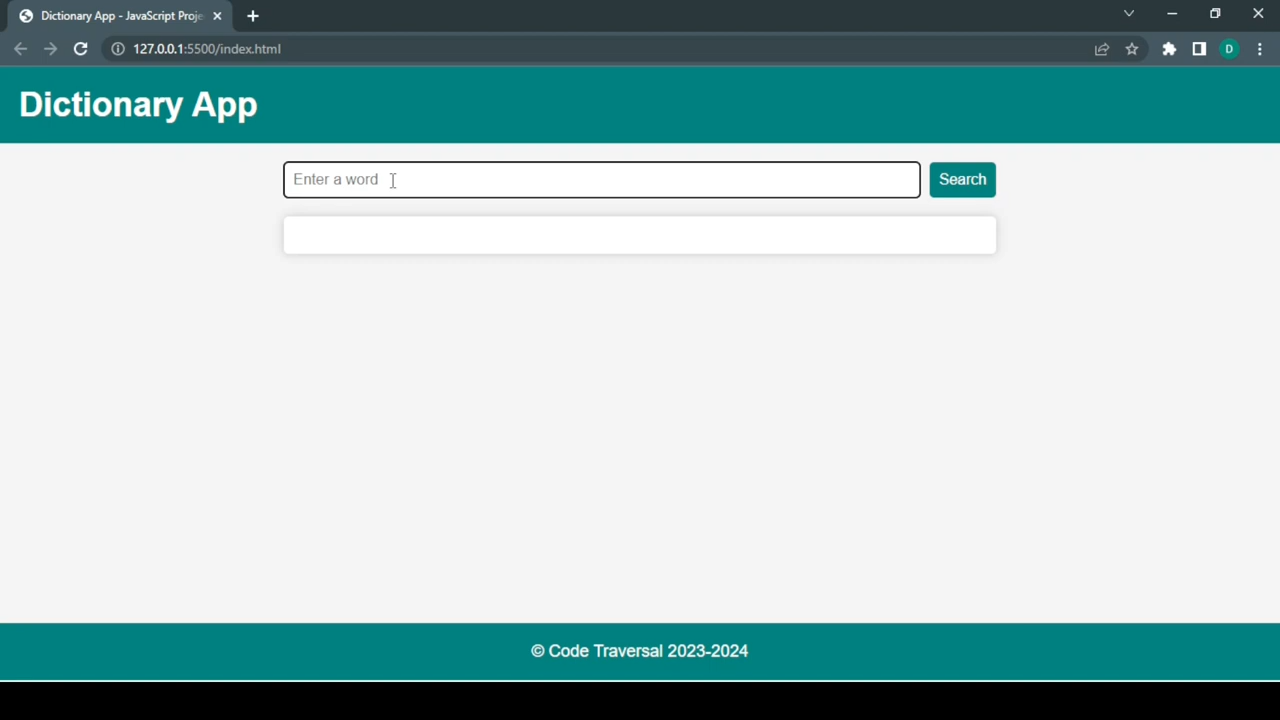 Dictionary App - JavaScript Proje
127.0.0.1:5500/index.html
D
Dictionary App
Enter a word
Search
© Code Traversal 2023-2024